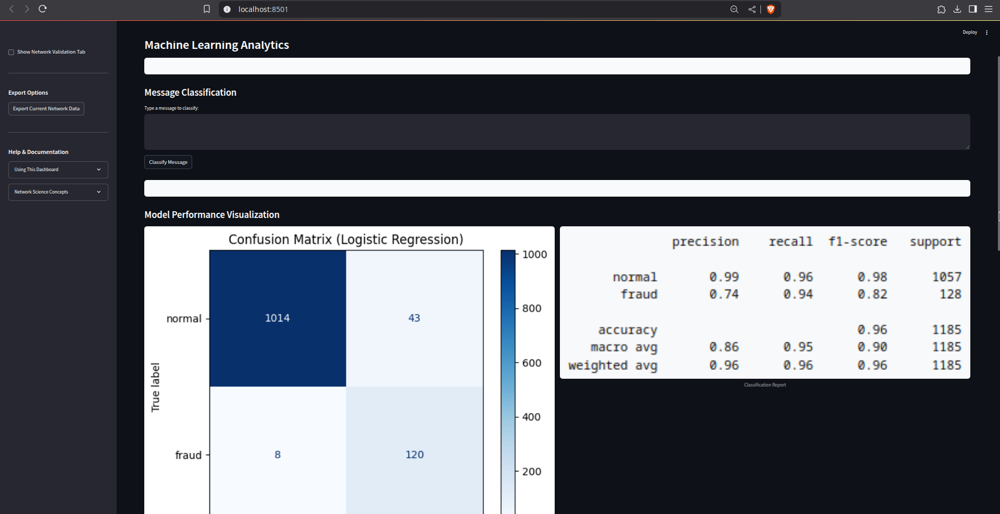 localhost:8501
Deploy
Show Network Validation Tab
Export Options
Export Current Network Data
Help & Documentation
Using This Dashboard
Network Science Concepts
Machine Learning Analytics
Message Classification
Type a message to classify:
Classify Message
Model Performance Visualization
Confusion Matrix (Logistic Regression)
1000
800
600
400
200
True label
normal 1014 43
fraud 8 120
precision recall f1-score support
normal 0.99 0.96 0.98 1057
fraud 0.74 0.94 0.82 128
accuracy 0.96 1185
macro avg 0.86 0.95 0.90 1185
weighted avg 0.96 0.96 0.96 1185
Classification Report